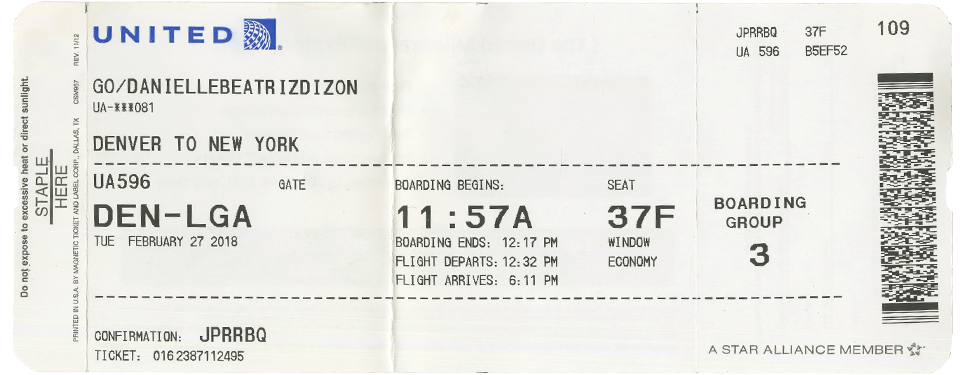 UNITED
JPRRBQ 37F 109
UA 596 B5EF52
GO/DANIELLEBEATRIZDIZON
UA-***081
DENVER TO NEW YORK
UA596 GATE BOARDING BEGINS: SEAT
DEN-LGA 11:57A 37F
TUE FEBRUARY 27 2018 BOARDING ENDS: 12:17 PM WINDOW
FLIGHT DEPARTS: 12:32 PM ECONOMY
FLIGHT ARRIVES: 6:11 PM
BOARDING
GROUP
3
CONFIRMATION: JPRRBQ
TICKET: 016 2387112495
A STAR ALLIANCE MEMBER
Do not expose to excessive heat or direct sunlight.
STAPLE
HERE
PRINTED IN U.S.A. BY MAGNETIC TICKET AND LABEL CORP., DALLAS, TX CSM957 REV. 11/12